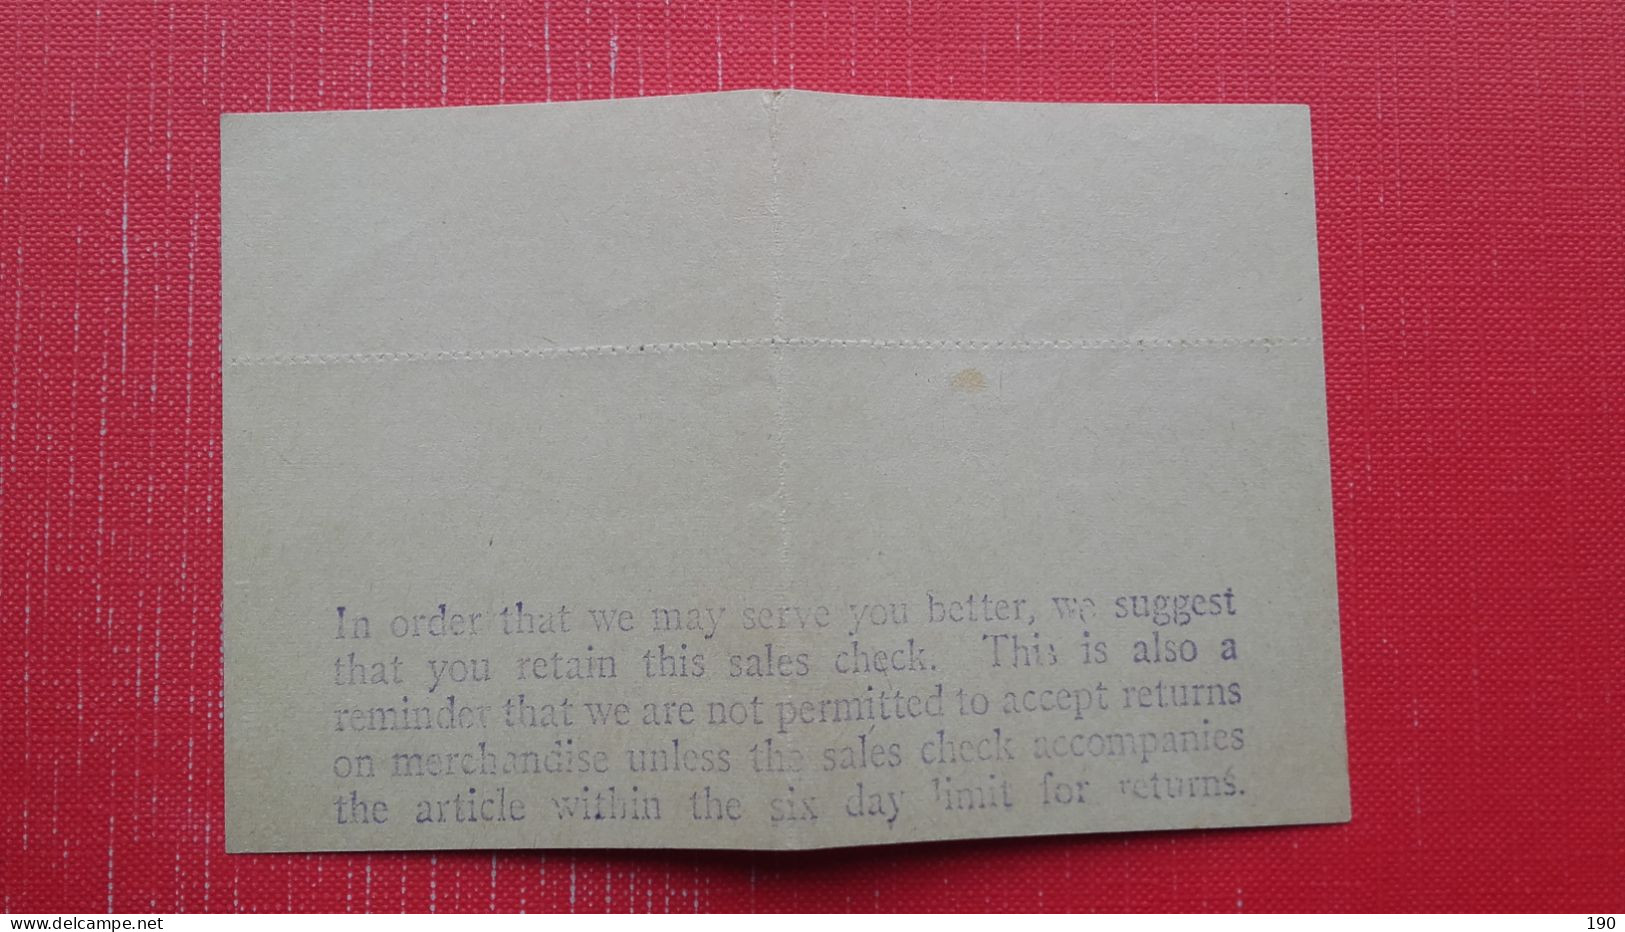 In order that we may serve you better, we suggest
that you retain this sales check. This is also a
reminder that we are not permitted to accept returns
on merchandise unless the sales check accompanies
the article within the six day limit for returns.
www.delcampe.net
190